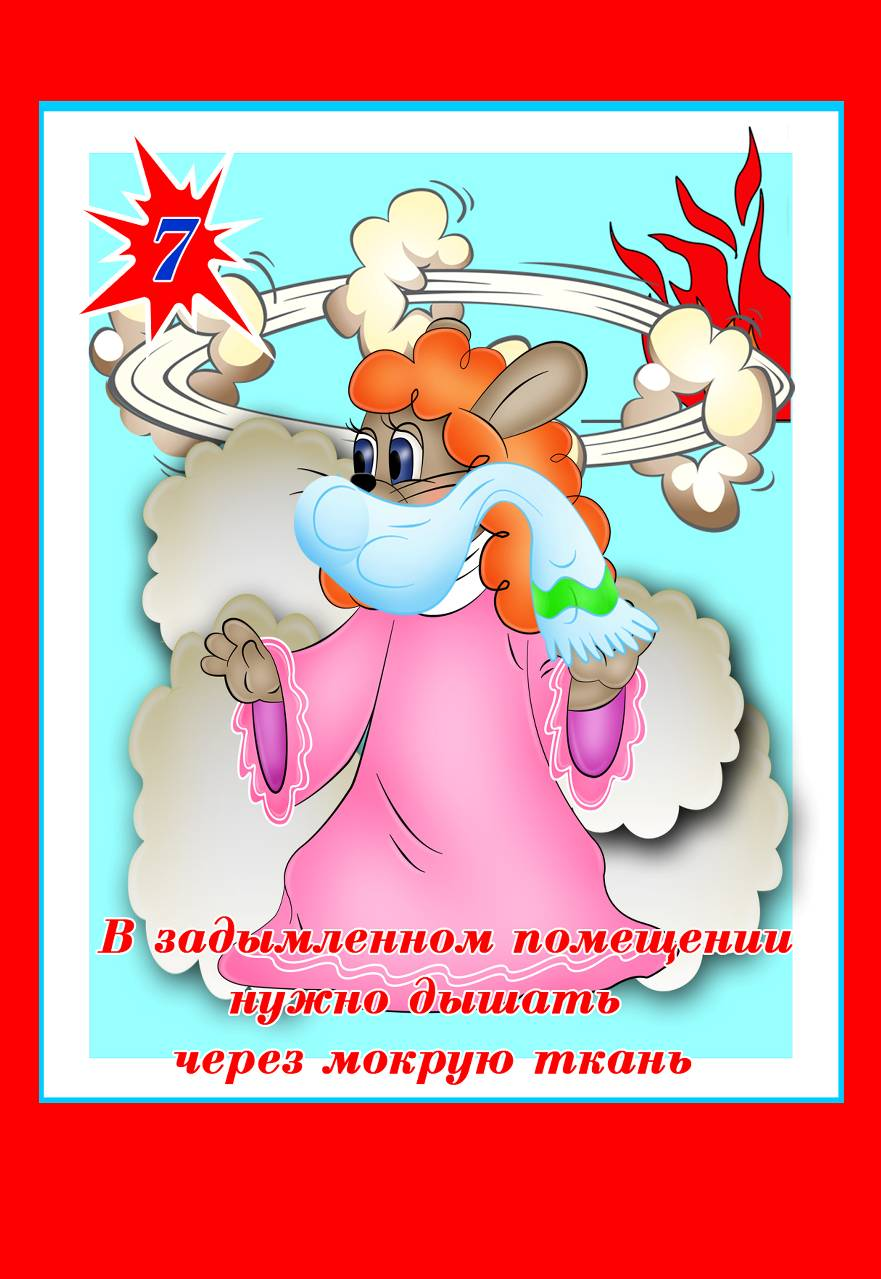 7
В задымленном помещении
нужно дышать
через мокрую ткань